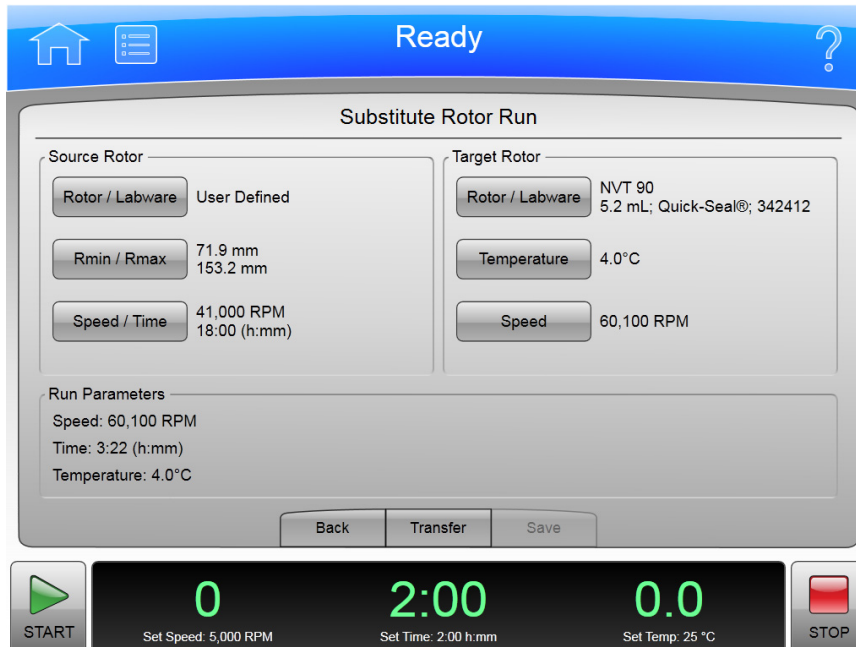 Ready
?
Substitute Rotor Run
Source Rotor
Rotor / Labware
User Defined
Rmin / Rmax
71.9 mm
153.2 mm
Speed / Time
41,000 RPM
18:00 (h:mm)
Target Rotor
Rotor / Labware
NVT 90
5.2 mL; Quick-Seal®; 342412
Temperature
4.0°C
Speed
60,100 RPM
Run Parameters
Speed: 60,100 RPM
Time: 3:22 (h:mm)
Temperature: 4.0°C
Back
Transfer
Save
START
0
Set Speed: 5,000 RPM
2:00
Set Time: 2:00 h:mm
0.0
Set Temp: 25 °C
STOP